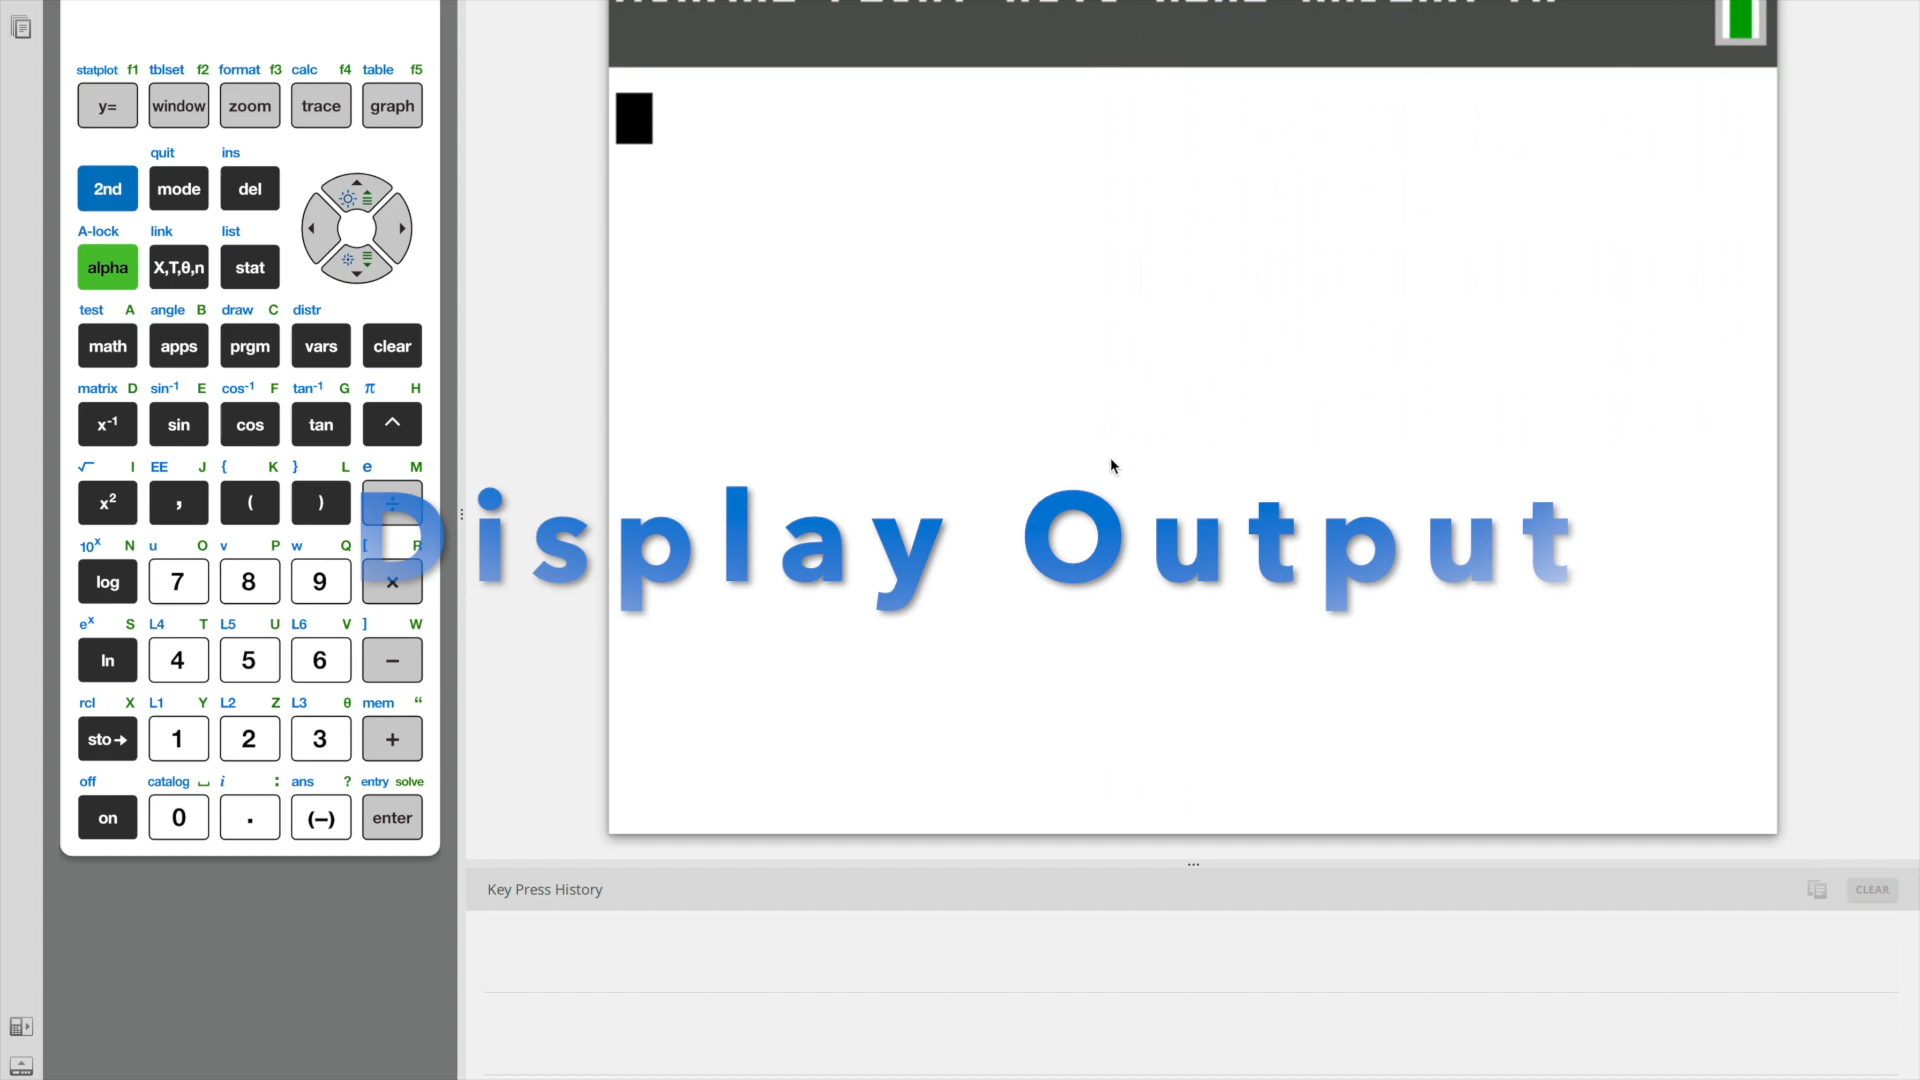 statplot f1 tblset f2 format f3 calc f4 table f5
y= window zoom trace graph
quit ins
2nd mode del
A-lock link list
alpha X,T,θ,n stat
test A angle B draw C distr
math apps prgm vars clear
matrix D sin-1 E cos-1 F tan-1 G π H
x-1 sin cos tan ^
√ I EE J { K } L e M
x² , ( ) ÷
Display Output
10x N u O v P w Q [ R
log 7 8 9 ×
ex S L4 T L5 U L6 V ] W
ln 4 5 6 −
rcl X L1 Y L2 Z L3 θ mem “
sto→ 1 2 3 +
off catalog ⎵ i : ans ? entry solve
on 0 . (–) enter
Key Press History
CLEAR